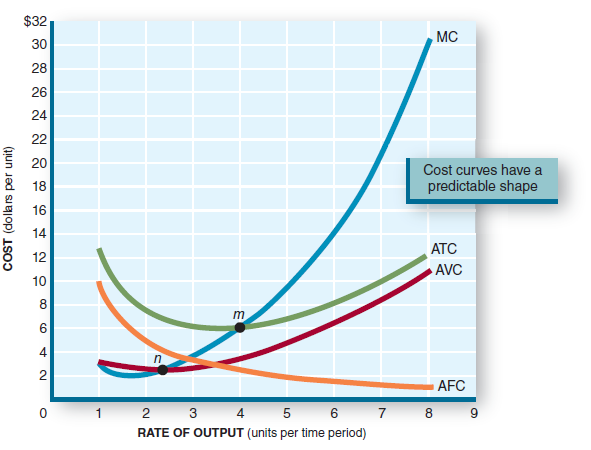 $32
30
28
26
24
22
20
18
16
14
12
10
8
6
4
2
0
1 2 3 4 5 6 7 8 9
COST (dollars per unit)
RATE OF OUTPUT (units per time period)
MC
Cost curves have a
predictable shape
ATC
AVC
m
n
AFC